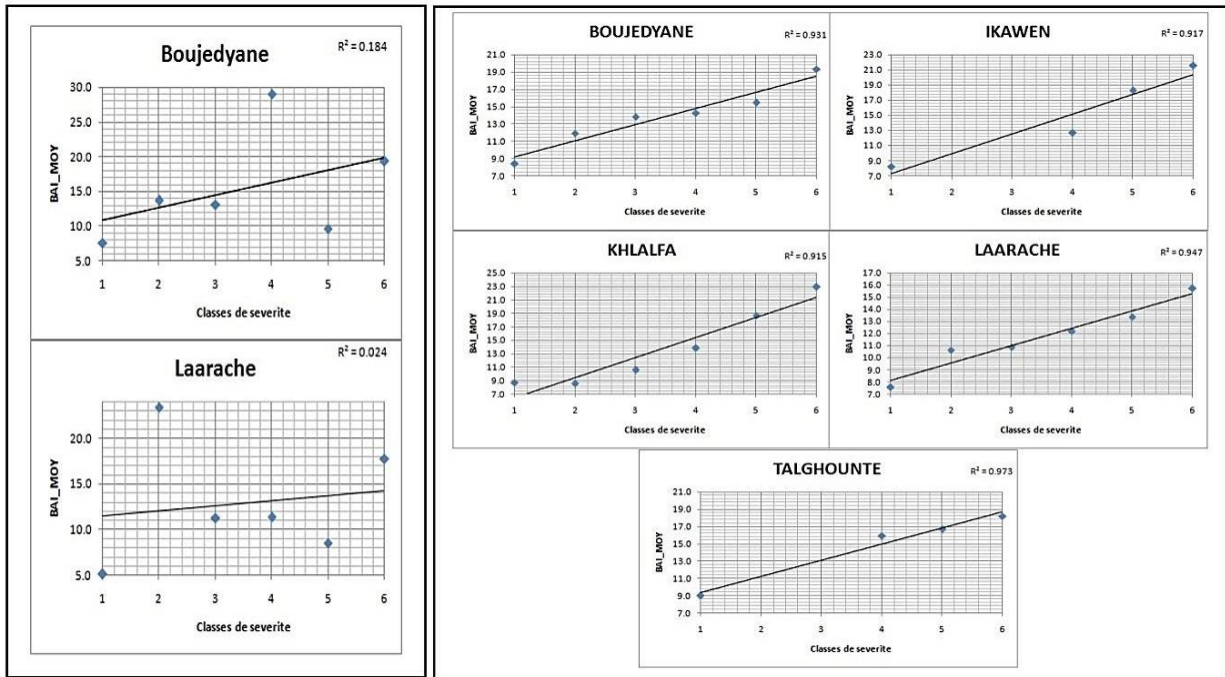 Boujedyane
R² = 0.184
30.0
20.0
15.0
10.0
5.0
BAI_MOY
1 2 3 4 5 6
Classes de severite
Laarache
R² = 0.024
20.0
15.0
10.0
5.0
BAI_MOY
1 2 3 4 5 6
Classes de severite
BOUJEDYANE
R² = 0.931
21.0
19.0
17.0
15.0
13.0
11.0
9.0
7.0
BAI_MOY
1 2 3 4 5 6
Classes de severite
IKAWEN
R² = 0.917
23.0
21.0
19.0
17.0
15.0
13.0
11.0
9.0
7.0
BAI_MOY
1 2 3 4 5 6
Classes de severite
KHLALFA
R² = 0.915
25.0
23.0
21.0
19.0
17.0
15.0
13.0
11.0
9.0
7.0
BAI_MOY
1 2 3 4 5 6
Classes de severite
LAARACHE
R² = 0.947
17.0
16.0
15.0
14.0
13.0
12.0
11.0
10.0
9.0
8.0
7.0
BAI_MOY
1 2 3 4 5 6
Classes de severite
TALGHOUNTE
R² = 0.973
21.0
19.0
17.0
15.0
13.0
11.0
9.0
7.0
BAI_MOY
1 2 3 4 5 6
Classes de severite